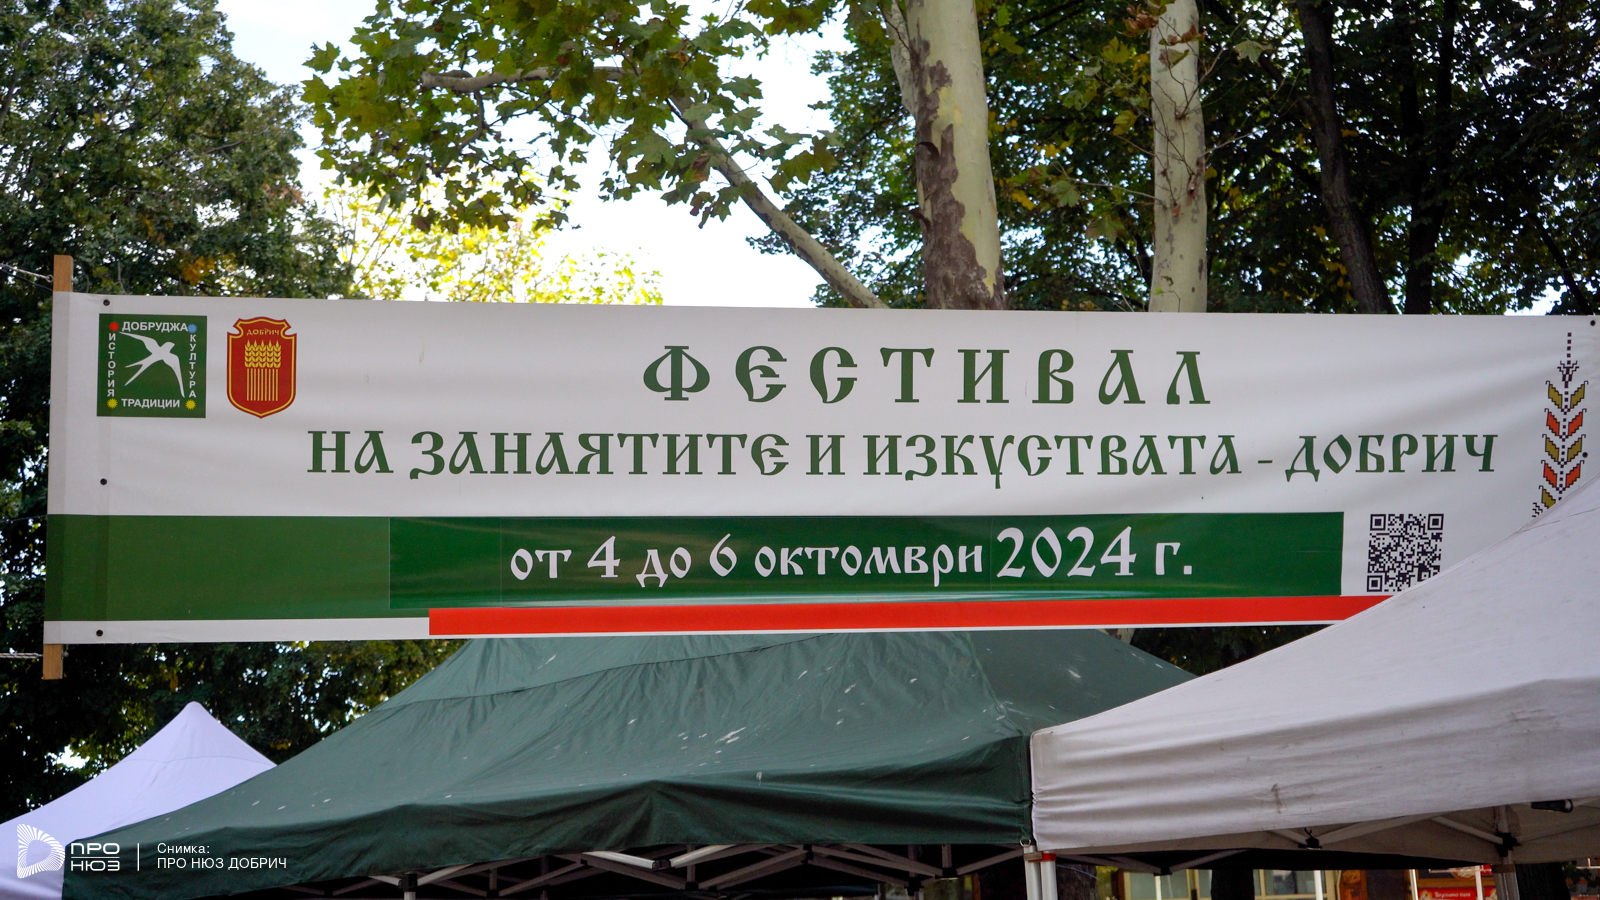 ДОБРУДЖА
ИСТОРИЯ
КУЛТУРА
ТРАДИЦИИ
ДОБРИЧ
ФЕСТИВАЛ
НА ЗАНАЯТИТЕ И ИЗКУСТВАТА - ДОБРИЧ
от 4 до 6 октомври 2024 г.
ПРО
НЮЗ
Снимка:
ПРО НЮЗ ДОБРИЧ